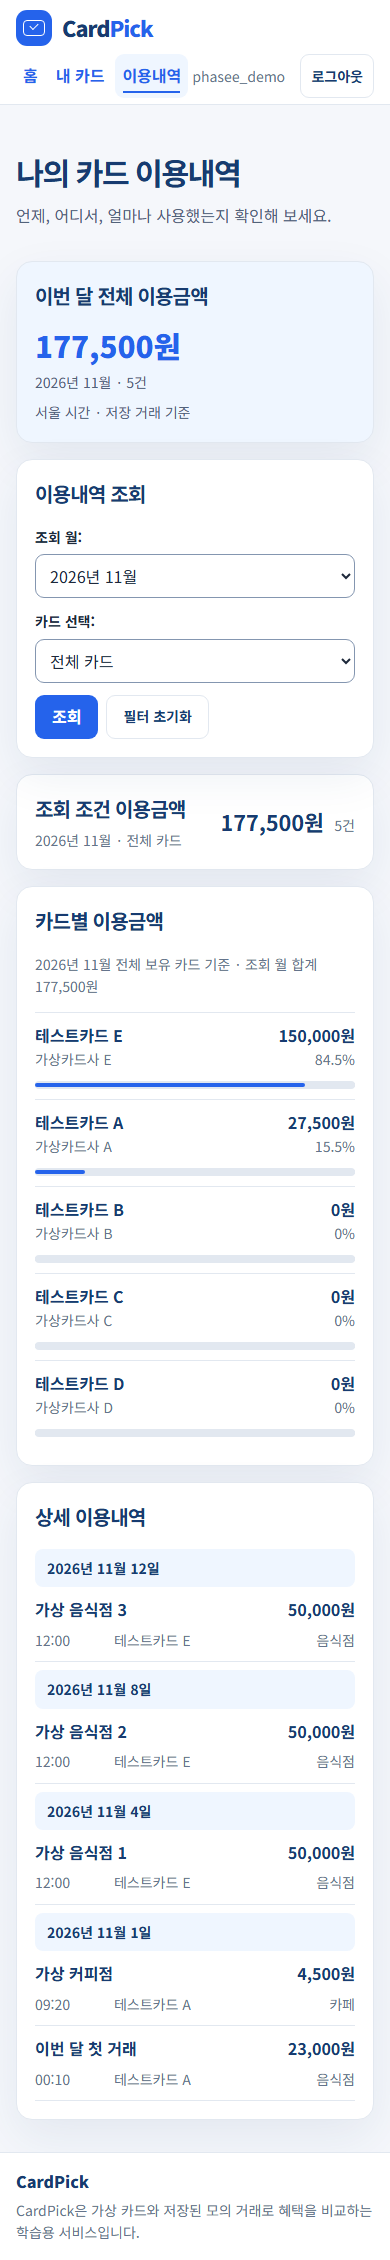 CardPick
홈 내 카드 이용내역 phasee_demo 로그아웃
나의 카드 이용내역
언제, 어디서, 얼마나 사용했는지 확인해 보세요.
이번 달 전체 이용금액
177,500원
2026년 11월 · 5건
서울 시간 · 저장 거래 기준
이용내역 조회
조회 월:
2026년 11월
카드 선택:
전체 카드
조회 필터 초기화
조회 조건 이용금액 177,500원 5건
2026년 11월 · 전체 카드
카드별 이용금액
2026년 11월 전체 보유 카드 기준 · 조회 월 합계
177,500원
테스트카드 E 150,000원
가상카드사 E 84.5%
테스트카드 A 27,500원
가상카드사 A 15.5%
테스트카드 B 0원
가상카드사 B 0%
테스트카드 C 0원
가상카드사 C 0%
테스트카드 D 0원
가상카드사 D 0%
상세 이용내역
2026년 11월 12일
가상 음식점 3 50,000원
12:00 테스트카드 E 음식점
2026년 11월 8일
가상 음식점 2 50,000원
12:00 테스트카드 E 음식점
2026년 11월 4일
가상 음식점 1 50,000원
12:00 테스트카드 E 음식점
2026년 11월 1일
가상 커피점 4,500원
09:20 테스트카드 A 카페
이번 달 첫 거래 23,000원
00:10 테스트카드 A 음식점
CardPick
CardPick은 가상 카드와 저장된 모의 거래로 혜택을 비교하는
학습용 서비스입니다.